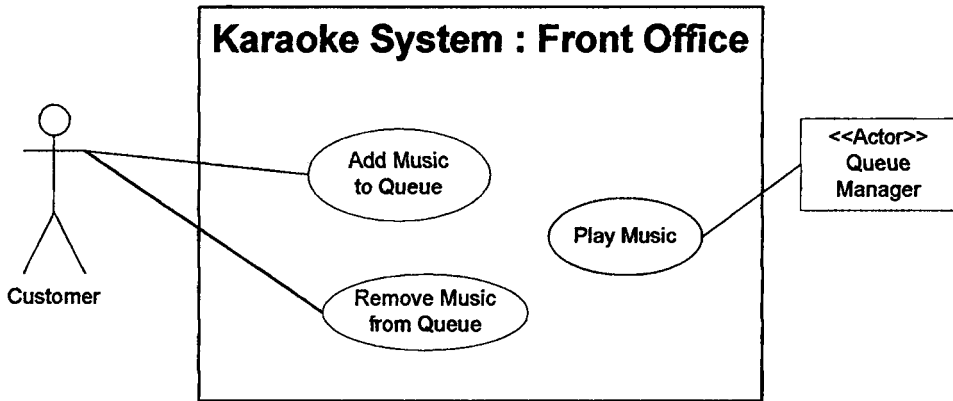 Karaoke System : Front Office
Customer
Add Music
to Queue
Remove Music
from Queue
Play Music
<<Actor>>
Queue
Manager